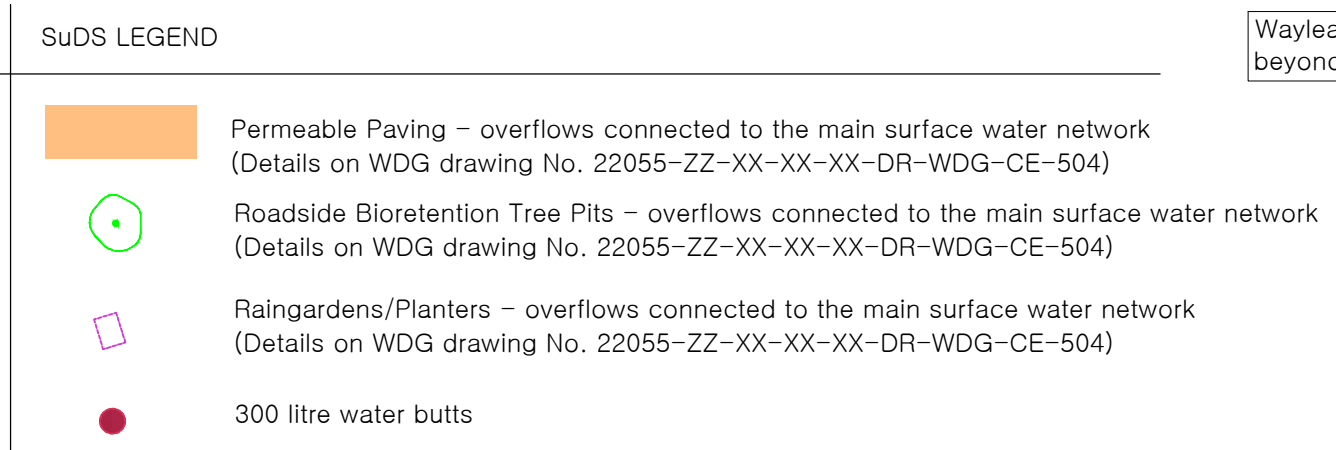 SuDS LEGEND
beyond
Permeable Paving - overflows connected to the main surface water network
(Details on WDG drawing No. 22055-ZZ-XX-XX-XX-DR-WDG-CE-504)
Roadside Bioretention Tree Pits - overflows connected to the main surface water network
(Details on WDG drawing No. 22055-ZZ-XX-XX-XX-DR-WDG-CE-504)
Raingardens/Planters - overflows connected to the main surface water network
(Details on WDG drawing No. 22055-ZZ-XX-XX-XX-DR-WDG-CE-504)
300 litre water butts